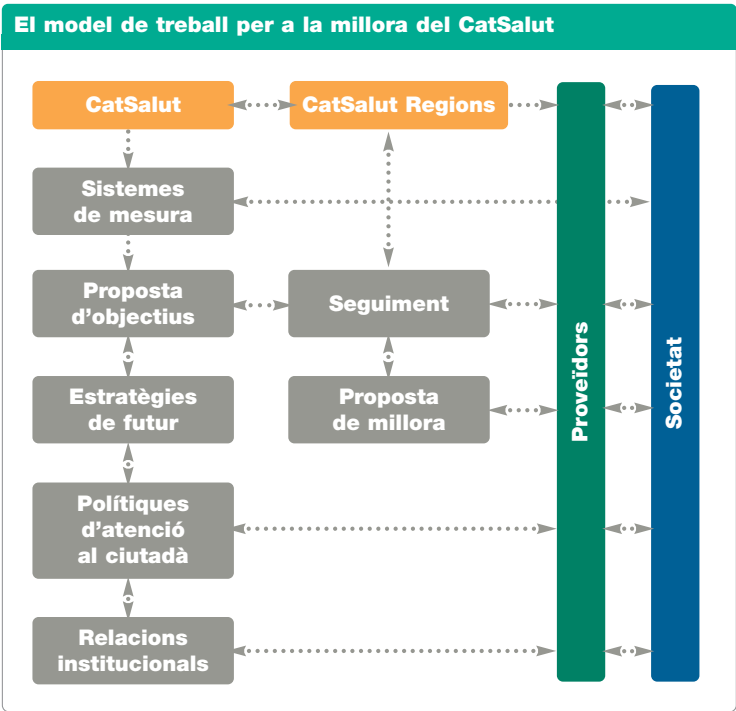 El model de treball per a la millora del CatSalut
CatSalut
CatSalut Regions
Sistemes
de mesura
Proposta
d’objectius
Seguiment
Estratègies
de futur
Proposta
de millora
Polítiques
d’atenció
al ciutadà
Relacions
institucionals
Proveïdors
Societat